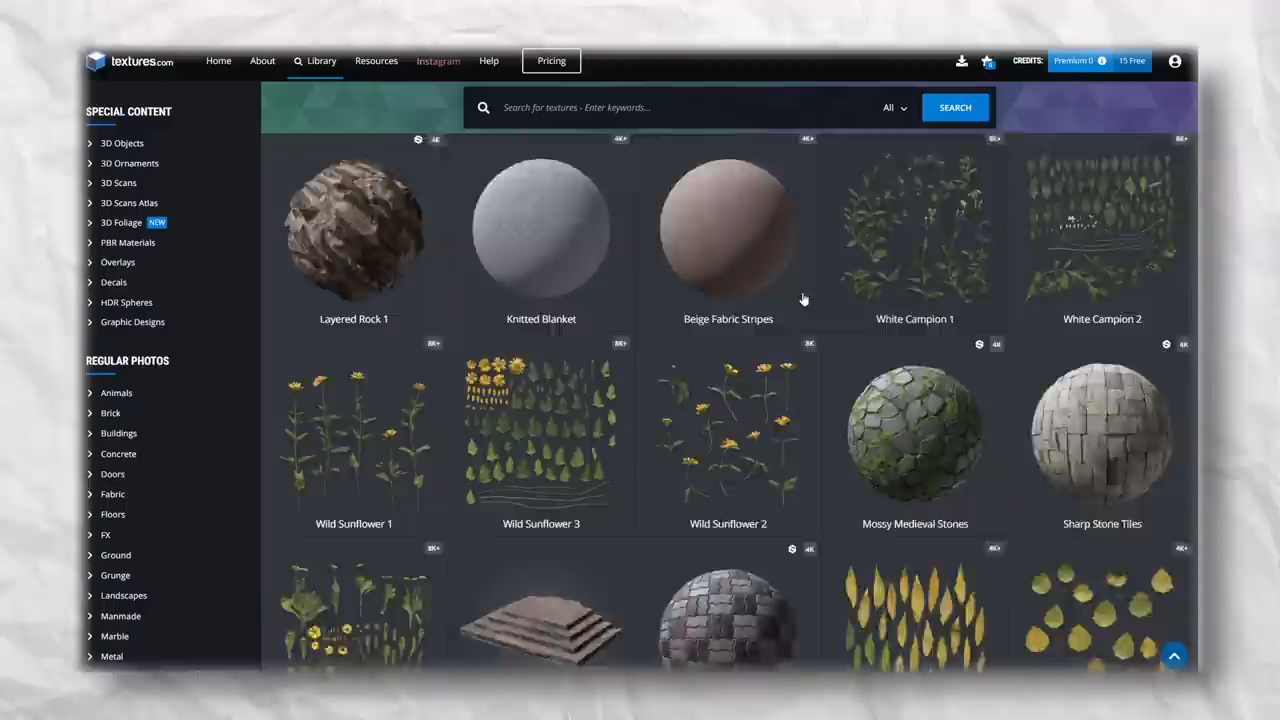 textures.com
Home About Library Resources Instagram Help Pricing
CREDITS: Premium 0 15 Free
SPECIAL CONTENT
3D Objects
3D Ornaments
3D Scans
3D Scans Atlas
3D Foliage NEW
PBR Materials
Overlays
Decals
HDR Spheres
Graphic Designs
REGULAR PHOTOS
Animals
Brick
Buildings
Concrete
Doors
Fabric
Floors
FX
Ground
Grunge
Landscapes
Manmade
Marble
Metal
Search for textures - Enter keywords... All SEARCH
4K 4K+ 4K+ 8K+ 8K+
Layered Rock 1 Knitted Blanket Beige Fabric Stripes White Campion 1 White Campion 2
8K+ 8K+ 8K 4K 4K
Wild Sunflower 1 Wild Sunflower 3 Wild Sunflower 2 Mossy Medieval Stones Sharp Stone Tiles
8K+ 4K 4K+ 4K+